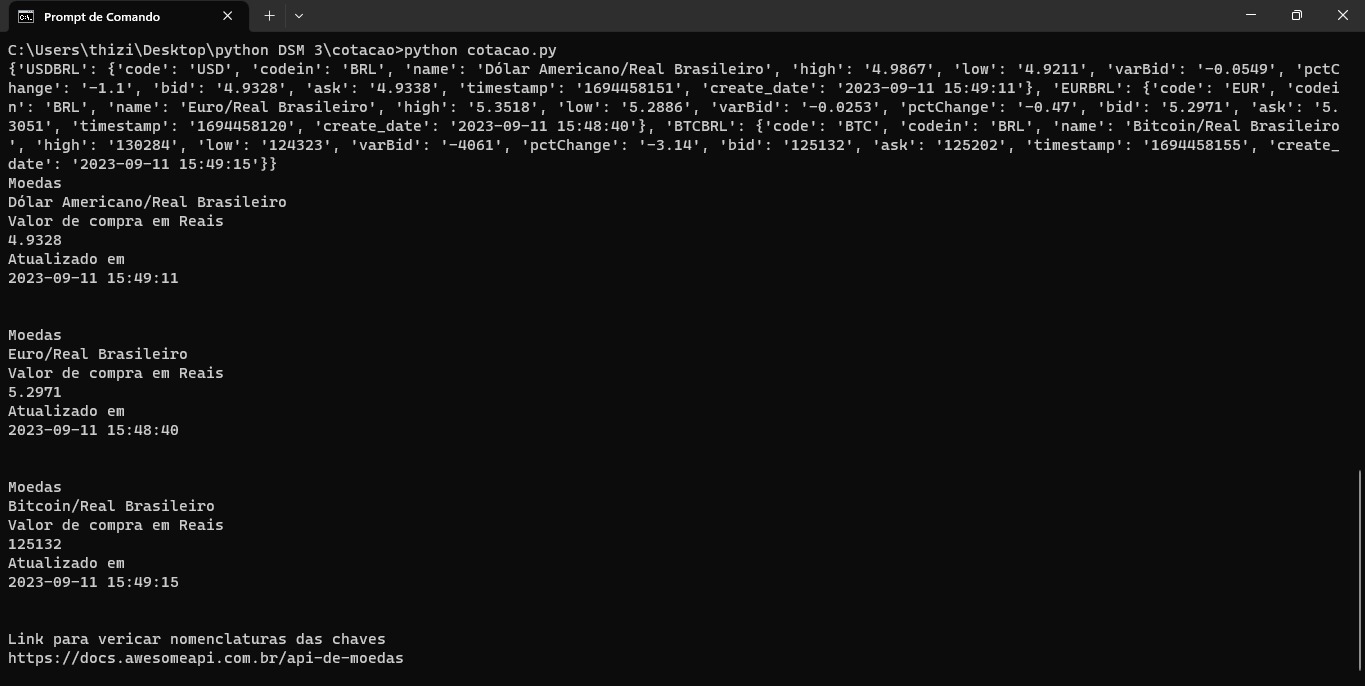 Prompt de Comando
C:\Users\thizi\Desktop\python DSM 3\cotacao>python cotacao.py
{'USDBRL': {'code': 'USD', 'codein': 'BRL', 'name': 'Dólar Americano/Real Brasileiro', 'high': '4.9867', 'low': '4.9211', 'varBid': '-0.0549', 'pctC
hange': '-1.1', 'bid': '4.9328', 'ask': '4.9338', 'timestamp': '1694458151', 'create_date': '2023-09-11 15:49:11'}, 'EURBRL': {'code': 'EUR', 'codei
n': 'BRL', 'name': 'Euro/Real Brasileiro', 'high': '5.3518', 'low': '5.2886', 'varBid': '-0.0253', 'pctChange': '-0.47', 'bid': '5.2971', 'ask': '5.
3051', 'timestamp': '1694458120', 'create_date': '2023-09-11 15:48:40'}, 'BTCBRL': {'code': 'BTC', 'codein': 'BRL', 'name': 'Bitcoin/Real Brasileiro
', 'high': '130284', 'low': '124323', 'varBid': '-4061', 'pctChange': '-3.14', 'bid': '125132', 'ask': '125202', 'timestamp': '1694458155', 'create_
date': '2023-09-11 15:49:15'}}
Moedas
Dólar Americano/Real Brasileiro
Valor de compra em Reais
4.9328
Atualizado em
2023-09-11 15:49:11
Moedas
Euro/Real Brasileiro
Valor de compra em Reais
5.2971
Atualizado em
2023-09-11 15:48:40
Moedas
Bitcoin/Real Brasileiro
Valor de compra em Reais
125132
Atualizado em
2023-09-11 15:49:15
Link para vericar nomenclaturas das chaves
https://docs.awesomeapi.com.br/api-de-moedas